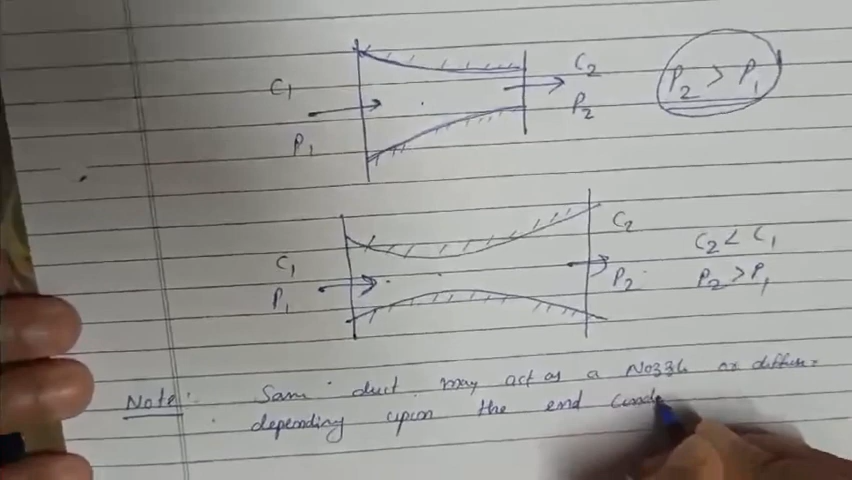 C1
C2
P1
P2
P2 > P1
C1
C2
P1
P2
C2 < C1
P2 > P1
Note: Same duct may act as a Nozzle or diffuser
depending upon the end